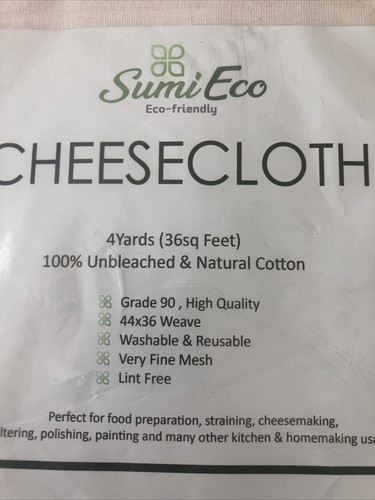 Sumi Eco
Eco-friendly
CHEESECLOTH
4Yards (36sq Feet)
100% Unbleached & Natural Cotton
Grade 90 , High Quality
44x36 Weave
Washable & Reusable
Very Fine Mesh
Lint Free
Perfect for food preparation, straining, cheesemaking,
ltering, polishing, painting and many other kitchen & homemaking usa